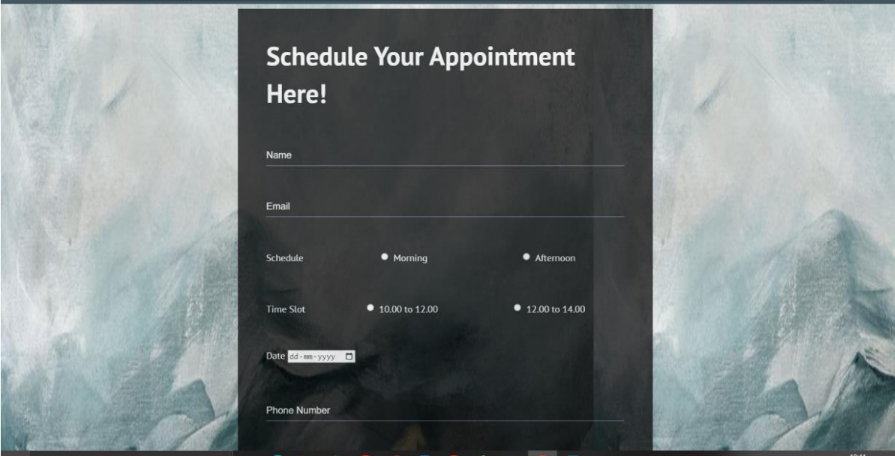 Schedule Your Appointment
Here!
Name
Email
Schedule Morning Afternoon
Time Slot 10.00 to 12.00 12.00 to 14.00
Date dd-mm-yyyy
Phone Number